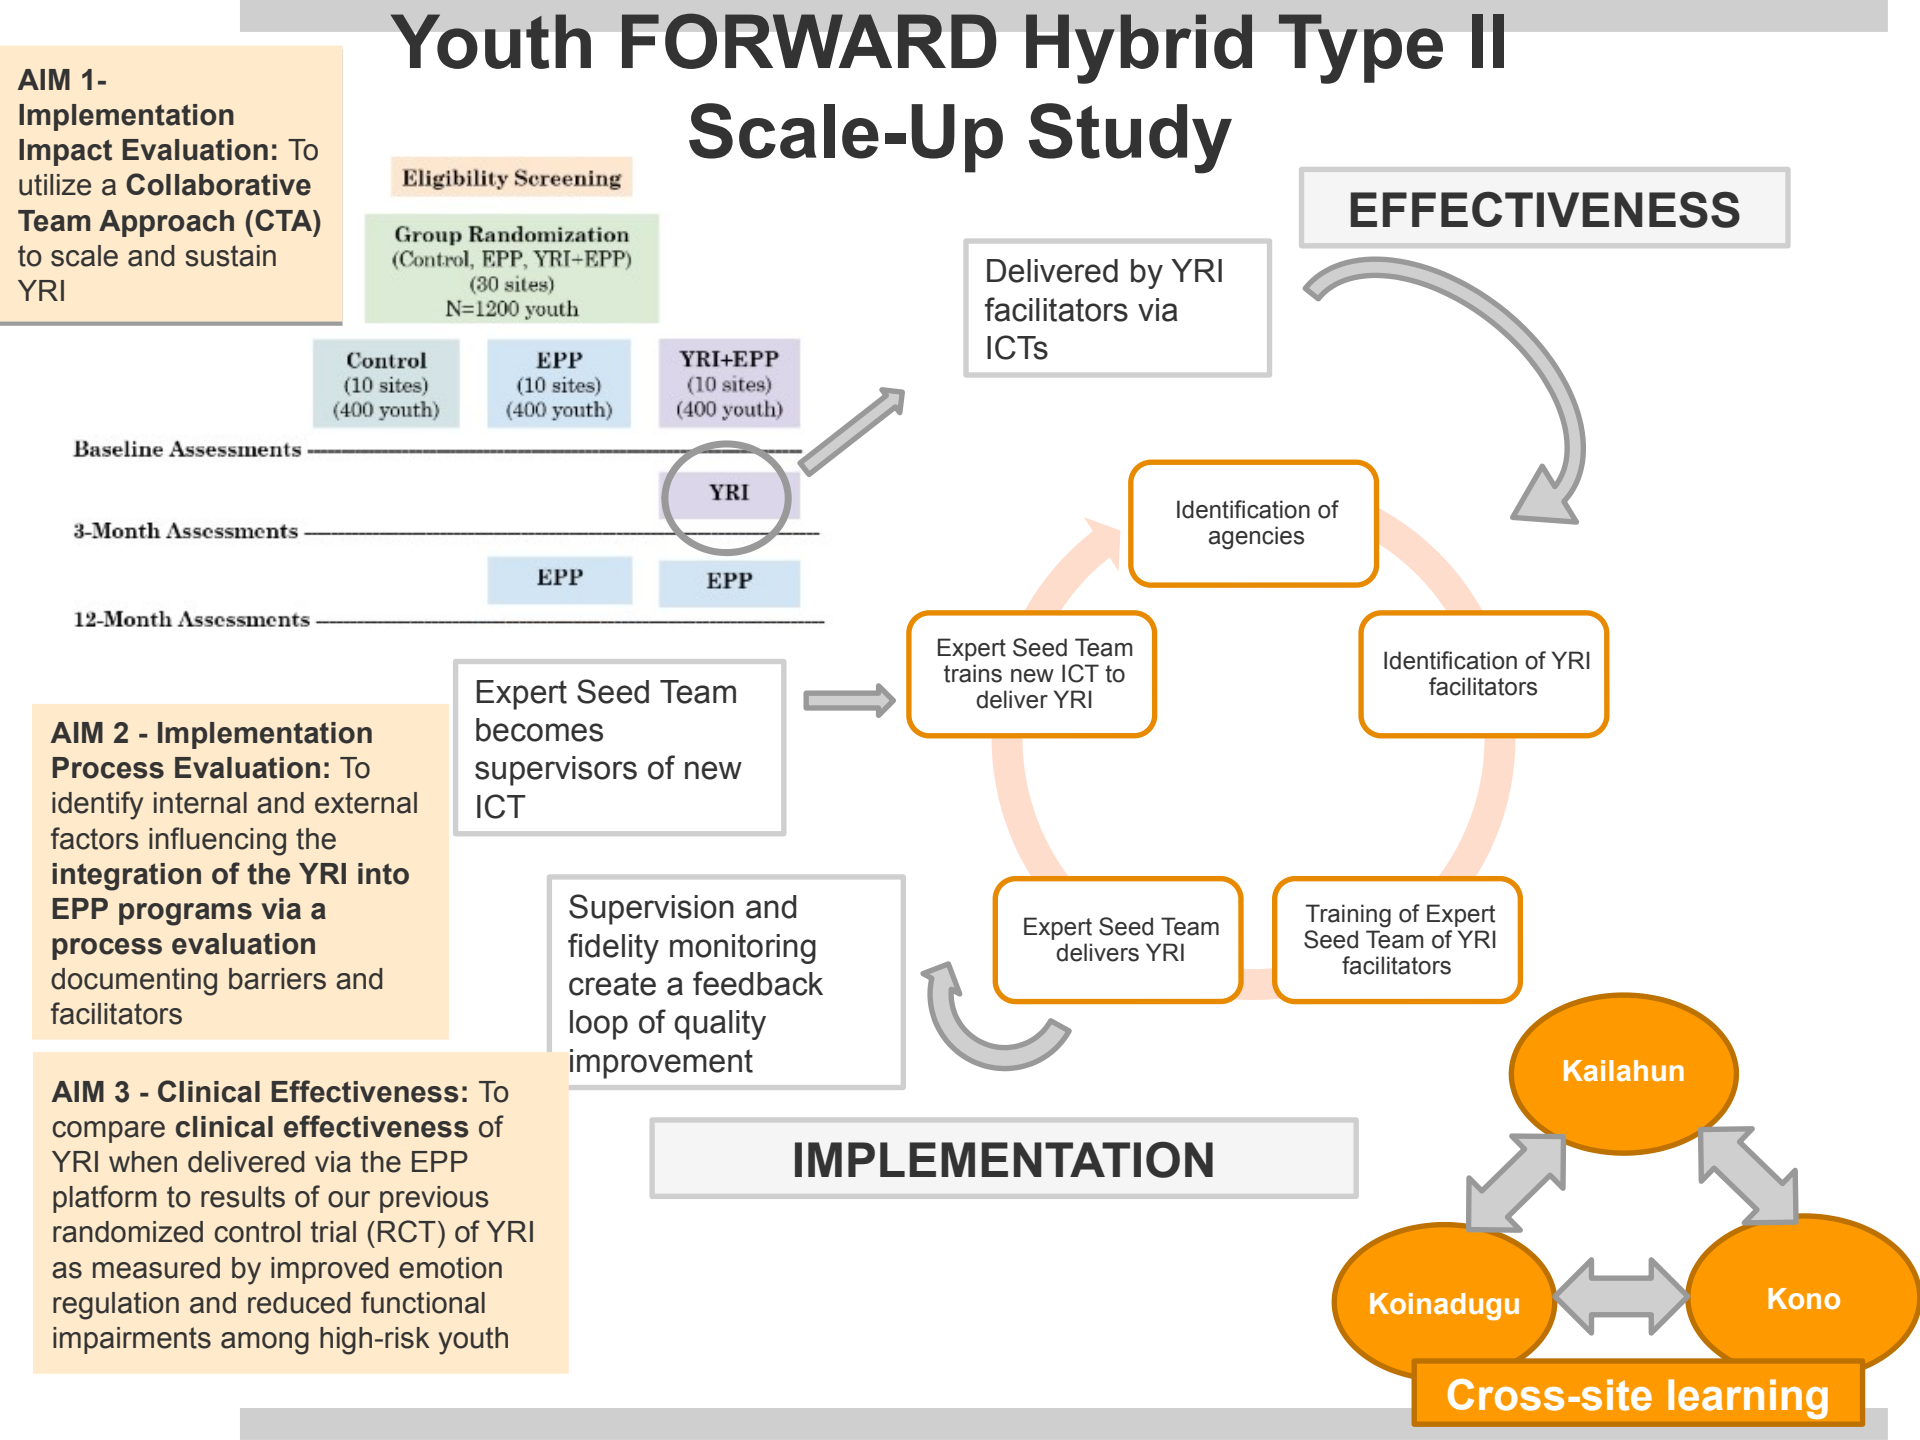 Youth FORWARD Hybrid Type II
Scale-Up Study
AIM 1-
Implementation
Impact Evaluation: To
utilize a Collaborative
Team Approach (CTA)
to scale and sustain
YRI
Eligibility Screening
Group Randomization
(Control, EPP, YRI+EPP)
(30 sites)
N=1200 youth
Control
(10 sites)
(400 youth)
EPP
(10 sites)
(400 youth)
YRI+EPP
(10 sites)
(400 youth)
Baseline Assessments
YRI
3-Month Assessments
EPP
EPP
12-Month Assessments
EFFECTIVENESS
Delivered by YRI
facilitators via
ICTs
Identification of
agencies
Identification of YRI
facilitators
Training of Expert
Seed Team of YRI
facilitators
Expert Seed Team
delivers YRI
Expert Seed Team
trains new ICT to
deliver YRI
Expert Seed Team
becomes
supervisors of new
ICT
AIM 2 - Implementation
Process Evaluation: To
identify internal and external
factors influencing the
integration of the YRI into
EPP programs via a
process evaluation
documenting barriers and
facilitators
Supervision and
fidelity monitoring
create a feedback
loop of quality
improvement
AIM 3 - Clinical Effectiveness: To
compare clinical effectiveness of
YRI when delivered via the EPP
platform to results of our previous
randomized control trial (RCT) of YRI
as measured by improved emotion
regulation and reduced functional
impairments among high-risk youth
IMPLEMENTATION
Kailahun
Koinadugu
Kono
Cross-site learning